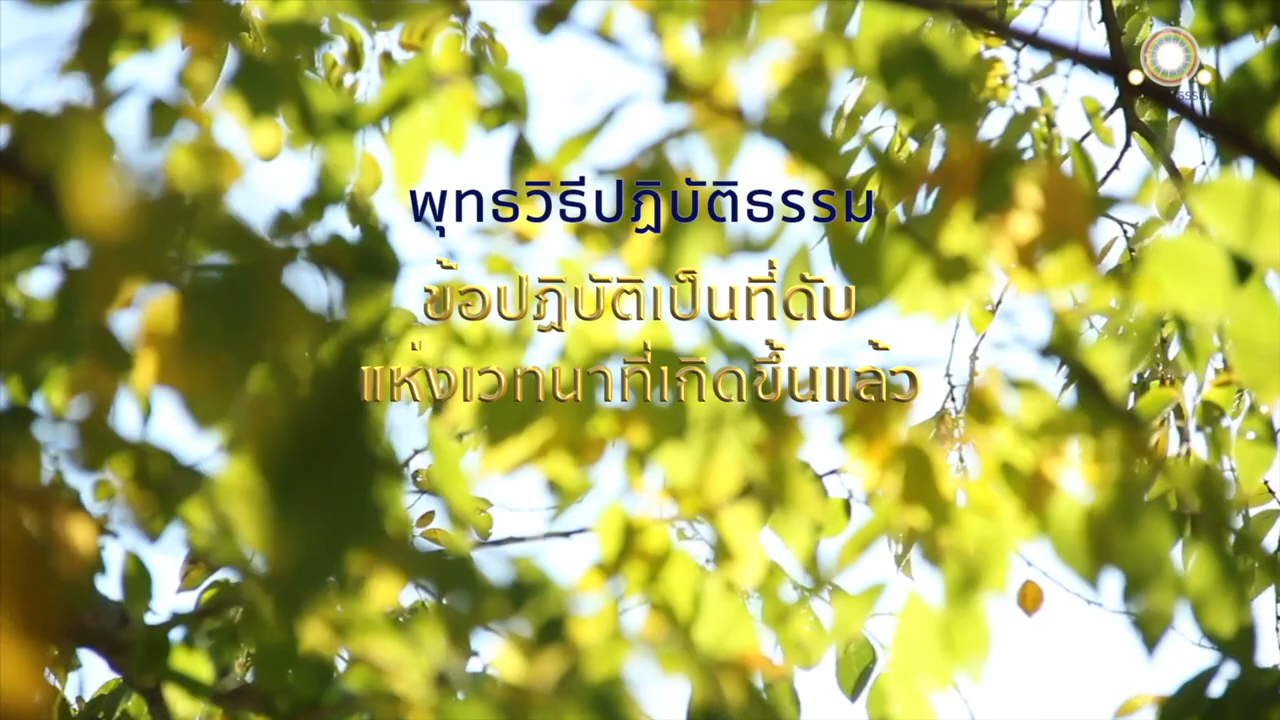 พุทธวิธีปฏิบัติธรรม
ข้อปฏิบัติเป็นที่ดับ
แห่งเวทนาที่เกิดขึ้นแล้ว